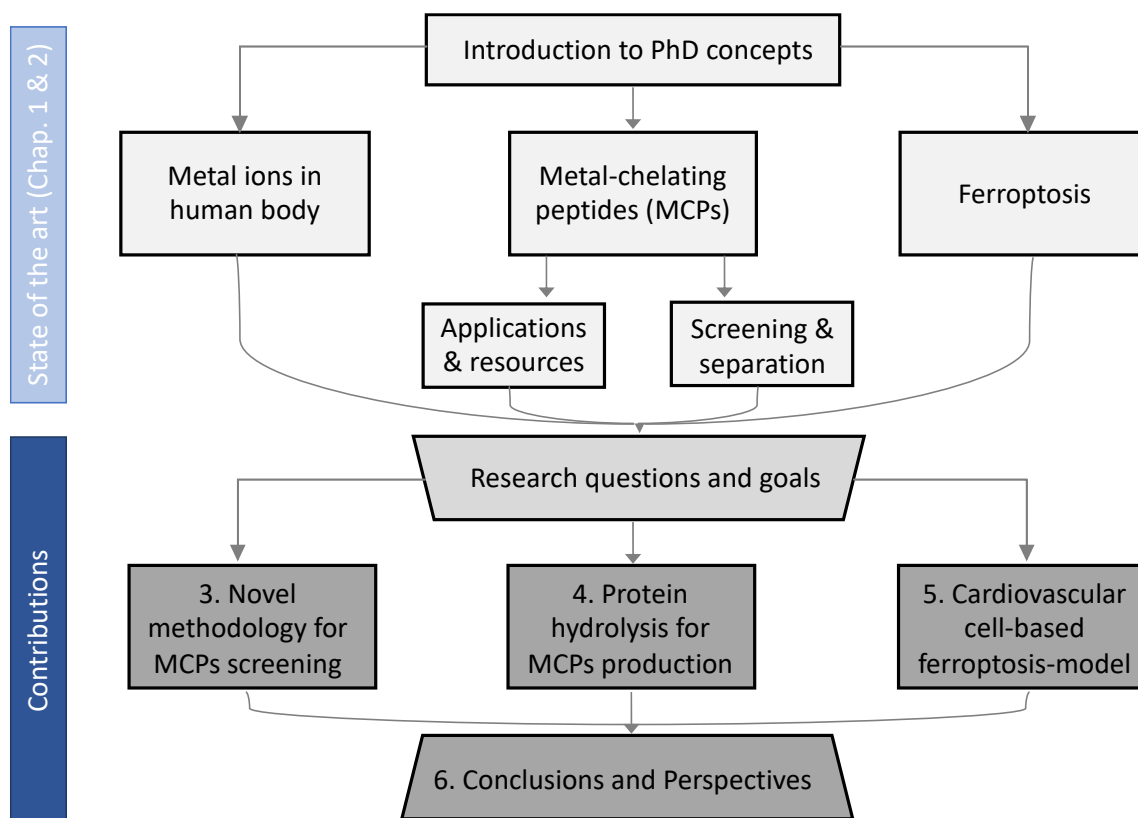 State of the art (Chap. 1 & 2)
Introduction to PhD concepts
Metal ions in
human body
Metal-chelating
peptides (MCPs)
Ferroptosis
Applications
& resources
Screening &
separation
Contributions
Research questions and goals
3. Novel
methodology for
MCPs screening
4. Protein
hydrolysis for
MCPs production
5. Cardiovascular
cell-based
ferroptosis-model
6. Conclusions and Perspectives